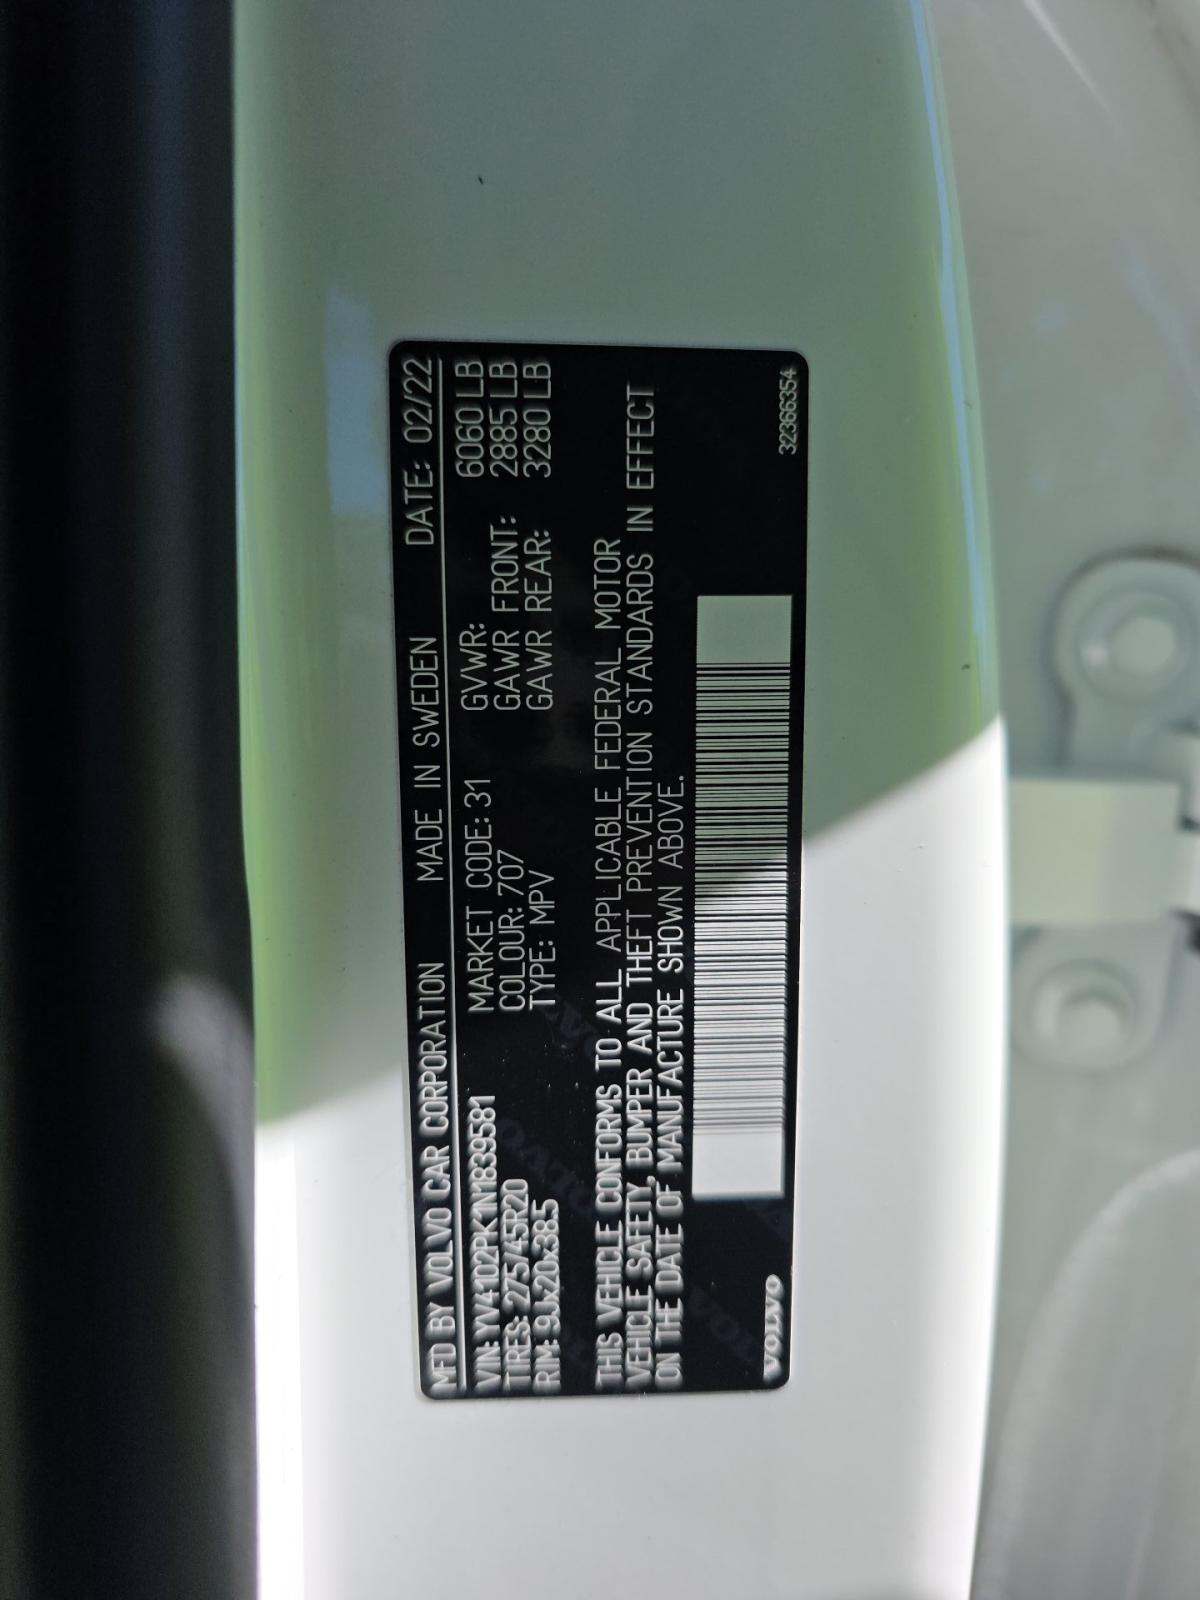 MFD BY VOLVO CAR CORPORATION MADE IN SWEDEN DATE: 02/22
VIN: YV4102PK1N1839581 MARKET CODE: 31 GVWR: 6060 LB
TIRES: 275/45R20 COLOUR: 707 GAWR FRONT: 2885 LB
RIM: 9Jx20x38.5 TYPE: MPV GAWR REAR: 3280 LB
THIS VEHICLE CONFORMS TO ALL APPLICABLE FEDERAL MOTOR
VEHICLE SAFETY, BUMPER AND THEFT PREVENTION STANDARDS IN EFFECT
ON THE DATE OF MANUFACTURE SHOWN ABOVE.
VOLVO 32366354